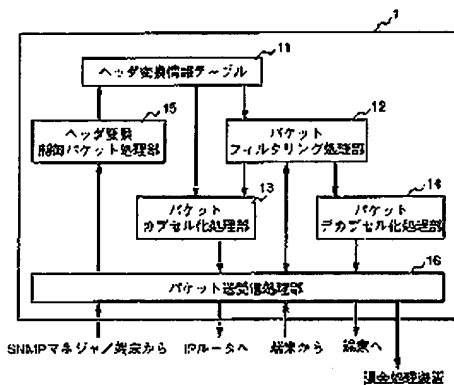 1
11
ヘッダ変換情報テーブル
15
ヘッダ変換
制御パケット処理部
12
パケット
フィルタリング処理部
13
パケット
カプセル化処理部
14
パケット
デカプセル化処理部
16
パケット送受信処理部
SNMPマネジャ/端末から
IPルータへ
端末から
端末へ
課金処理装置